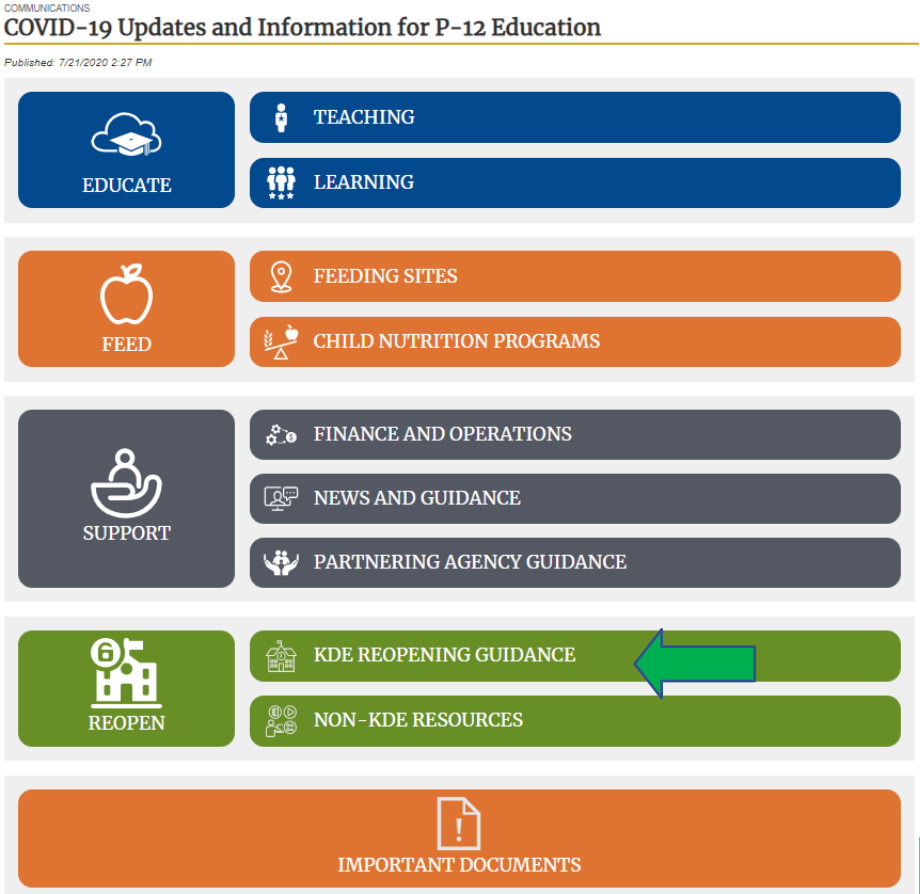 COMMUNICATIONS
COVID-19 Updates and Information for P-12 Education
Published: 7/21/2020 2:27 PM
EDUCATE
TEACHING
LEARNING
FEED
FEEDING SITES
CHILD NUTRITION PROGRAMS
SUPPORT
FINANCE AND OPERATIONS
NEWS AND GUIDANCE
PARTNERING AGENCY GUIDANCE
REOPEN
KDE REOPENING GUIDANCE
NON-KDE RESOURCES
IMPORTANT DOCUMENTS